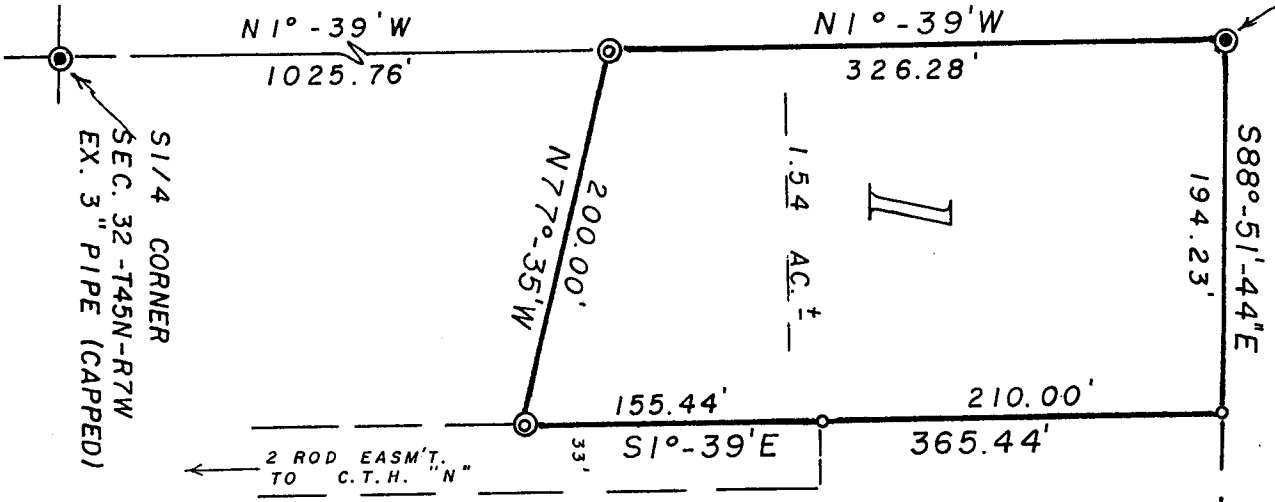 N 1° -39' W
1025.76'
N 1° -39' W
326.28'
S88°-51'-44"E
194.23'
200.00'
N 77°-35'W
1.54 AC. ±
1
S1/4 CORNER
SEC. 32 -T45N-R7W
EX. 3" PIPE (CAPPED)
155.44'
S1°-39'E
210.00'
365.44'
33'
2 ROD EASM'T.
TO C.T.H. "N"